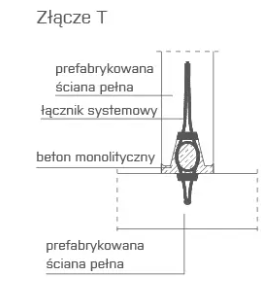 Złącze T
prefabrykowana
ściana pełna
łącznik systemowy
beton monolityczny
prefabrykowana
ściana pełna